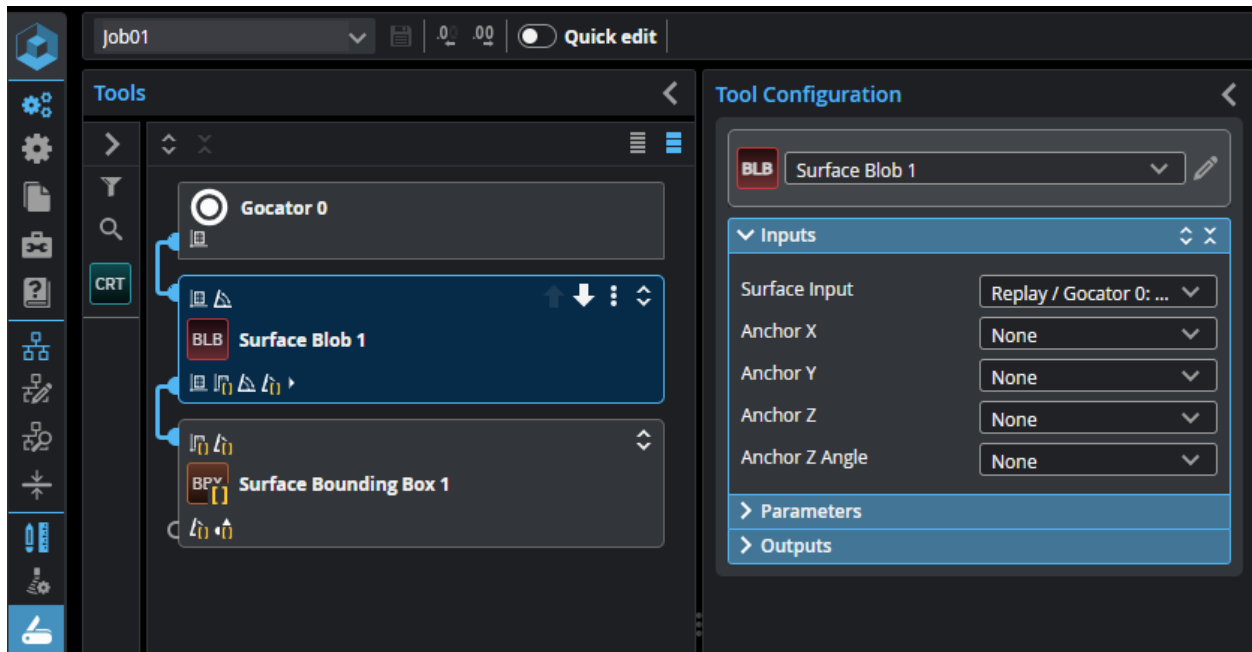 Job01
.0
.00
Quick edit
Tools
Tool Configuration
CRT
Gocator 0
BLB
Surface Blob 1
Surface Bounding Box 1
BLB
Surface Blob 1
Inputs
Surface Input
Replay / Gocator 0: ...
Anchor X
None
Anchor Y
None
Anchor Z
None
Anchor Z Angle
None
Parameters
Outputs